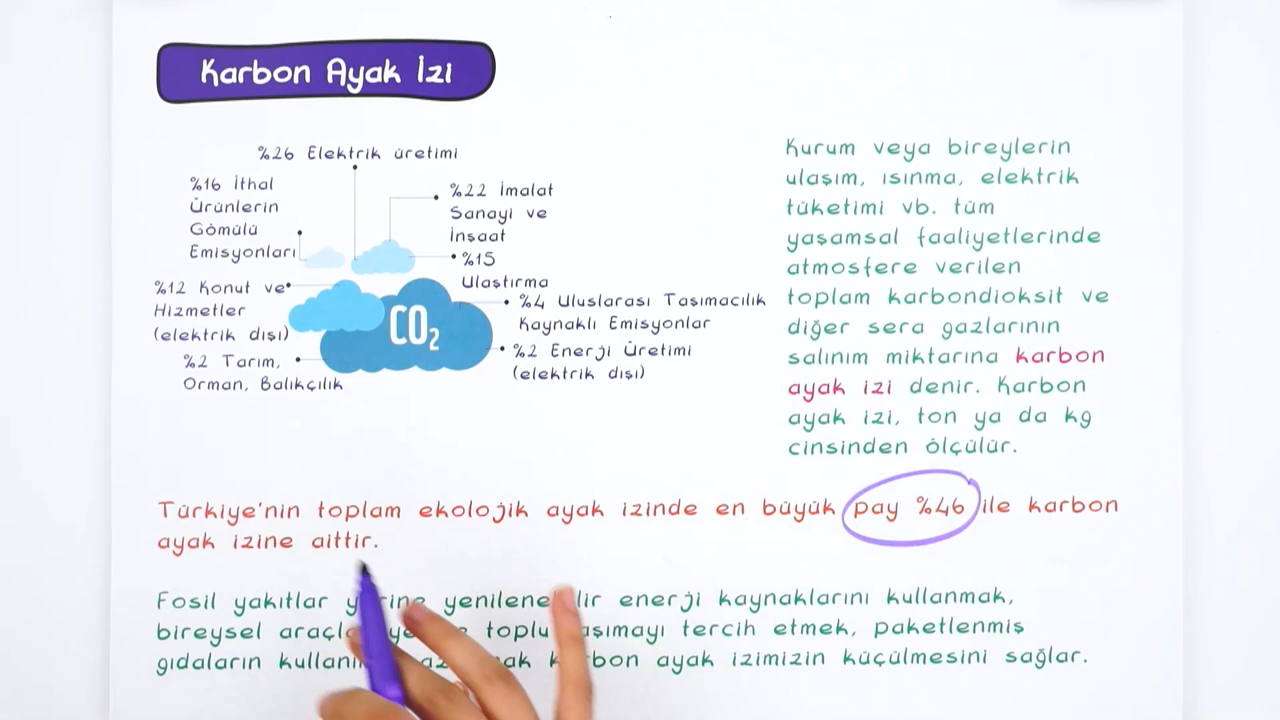 Karbon Ayak İzi
%26 Elektrik üretimi
%16 İthal
Ürünlerin
Gömülü
Emisyonları
%22 İmalat
Sanayi ve
İnsaat
%15
Ulastırma
%12 Konut ve
Hizmetler
(elektrik dışı)
%4 Uluslarası Taşımacılık
Kaynaklı Emisyonlar
%2 Enerji Üretimi
(elektrik dışı)
%2 Tarım,
Orman, Balıkçılık
CO₂
Kurum veya bireylerin
ulaşım, ısınma, elektrik
tüketimi vb. tüm
yaşamsal faaliyetlerinde
atmosfere verilen
toplam karbondioksit ve
diğer sera gazlarının
salınım miktarına karbon
ayak izi denir. Karbon
ayak izi, ton ya da kg
cinsinden ölçülür.
Türkiye'nin toplam ekolojik ayak izinde en büyük pay %46 ile karbon
ayak izine aittir.
Fosil yakıtlar enerji kaynaklarını kullanmak,
bireysel toplu tercih etmek, paketlenmiş
gıdaların ayak izimizin küçülmesini sağlar.